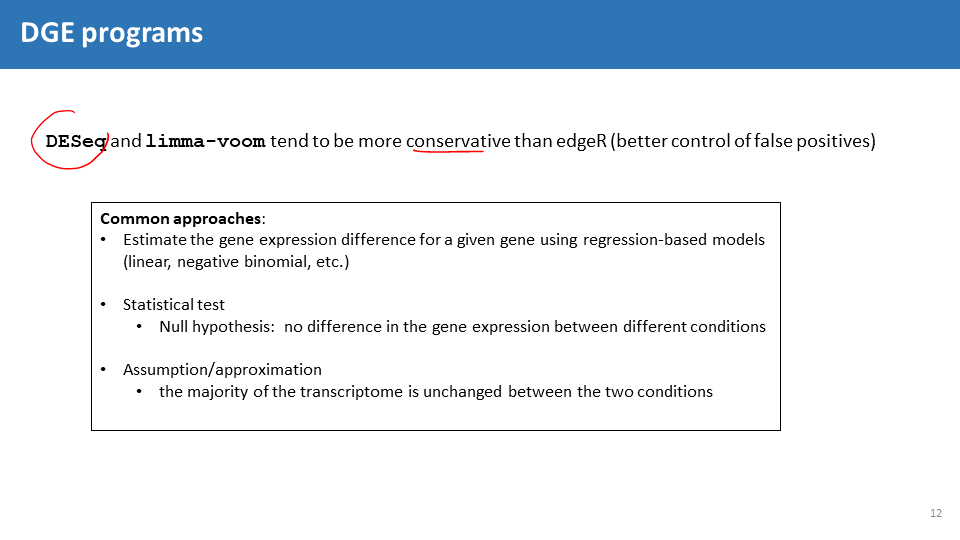 DGE programs
DESeq and limma-voom tend to be more conservative than edgeR (better control of false positives)
Common approaches:
• Estimate the gene expression difference for a given gene using regression-based models
(linear, negative binomial, etc.)
• Statistical test
• Null hypothesis: no difference in the gene expression between different conditions
• Assumption/approximation
• the majority of the transcriptome is unchanged between the two conditions
12